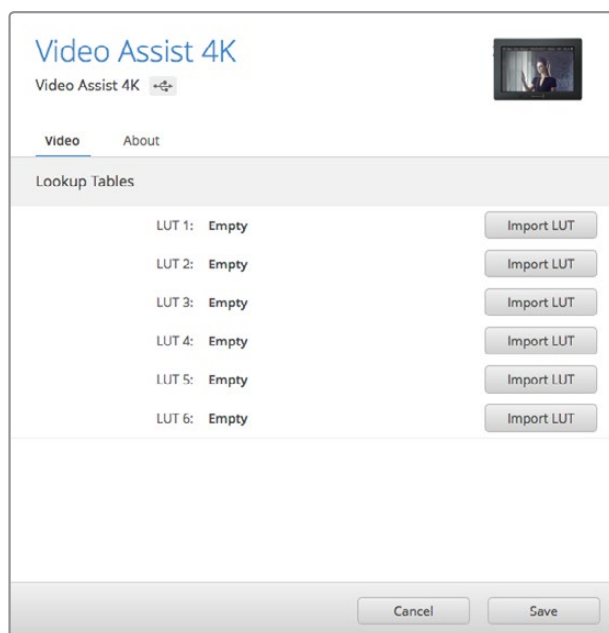 Video Assist 4K
Video Assist 4K
Video About
Lookup Tables
LUT 1: Empty Import LUT
LUT 2: Empty Import LUT
LUT 3: Empty Import LUT
LUT 4: Empty Import LUT
LUT 5: Empty Import LUT
LUT 6: Empty Import LUT
Cancel Save